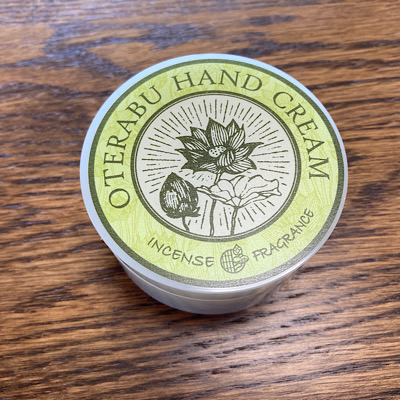 OTERABU HAND CREAM
INCENSE FRAGRANCE